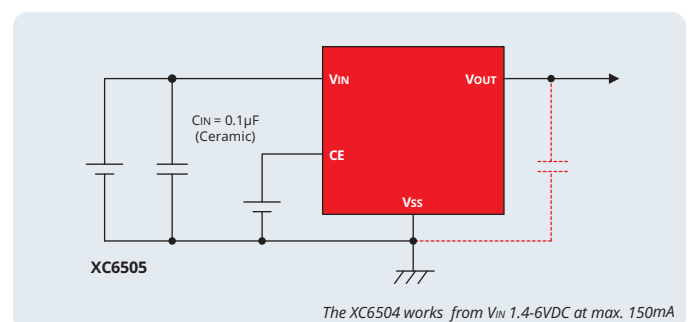 VIN
VOUT
CIN = 0.1µF
(Ceramic)
CE
VSS
XC6505
The XC6504 works from VIN 1.4-6VDC at max. 150mA